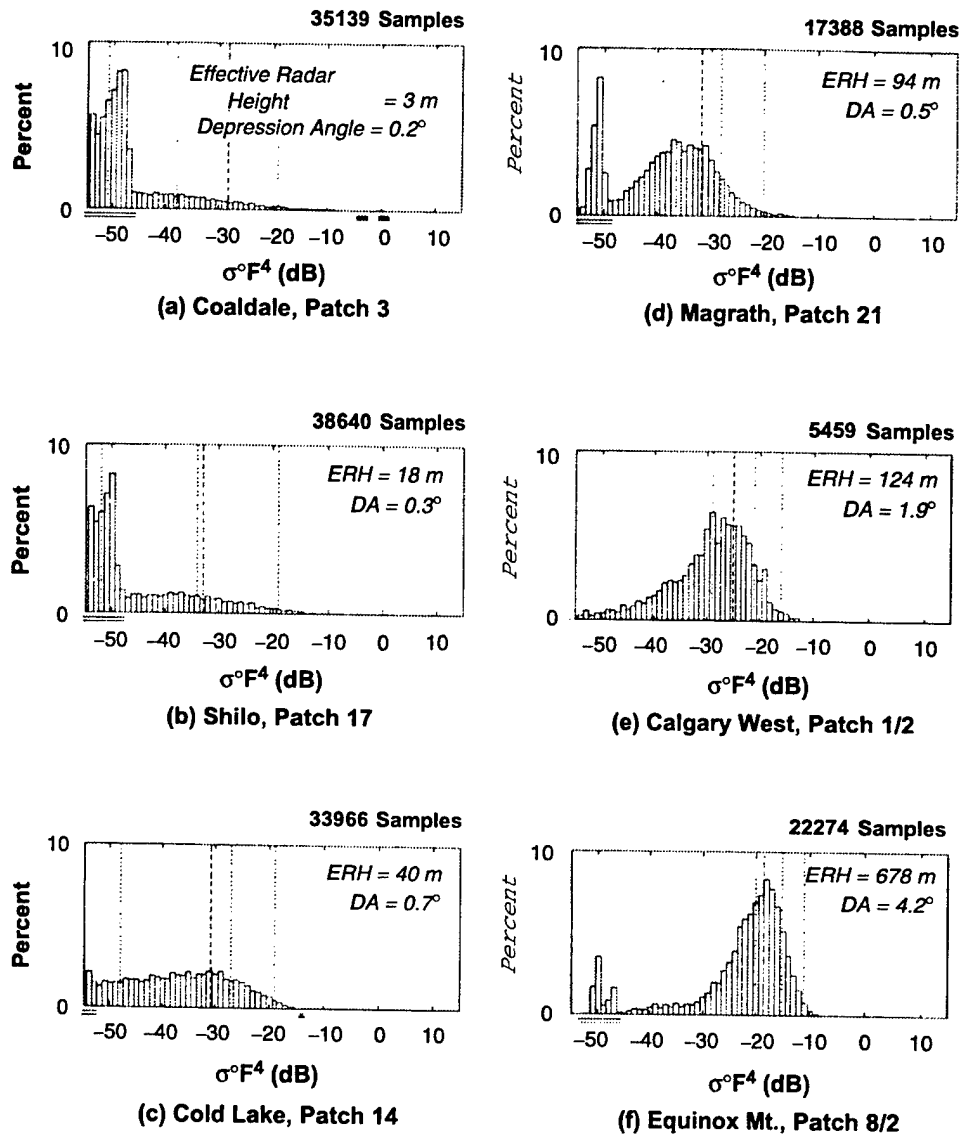 35139 Samples
10
Effective Radar
Height = 3 m
Depression Angle = 0.2°
Percent
0
−50 −40 −30 −20 −10 0 10
σ°F⁴ (dB)
(a) Coaldale, Patch 3
38640 Samples
10
ERH = 18 m
DA = 0.3°
Percent
0
−50 −40 −30 −20 −10 0 10
σ°F⁴ (dB)
(b) Shilo, Patch 17
33966 Samples
10
ERH = 40 m
DA = 0.7°
Percent
0
−50 −40 −30 −20 −10 0 10
σ°F⁴ (dB)
(c) Cold Lake, Patch 14
17388 Samples
10
ERH = 94 m
DA = 0.5°
Percent
0
−50 −40 −30 −20 −10 0 10
σ°F⁴ (dB)
(d) Magrath, Patch 21
5459 Samples
10
ERH = 124 m
DA = 1.9°
Percent
0
−50 −40 −30 −20 −10 0 10
σ°F⁴ (dB)
(e) Calgary West, Patch 1/2
22274 Samples
10
ERH = 678 m
DA = 4.2°
Percent
0
−50 −40 −30 −20 −10 0 10
σ°F⁴ (dB)
(f) Equinox Mt., Patch 8/2